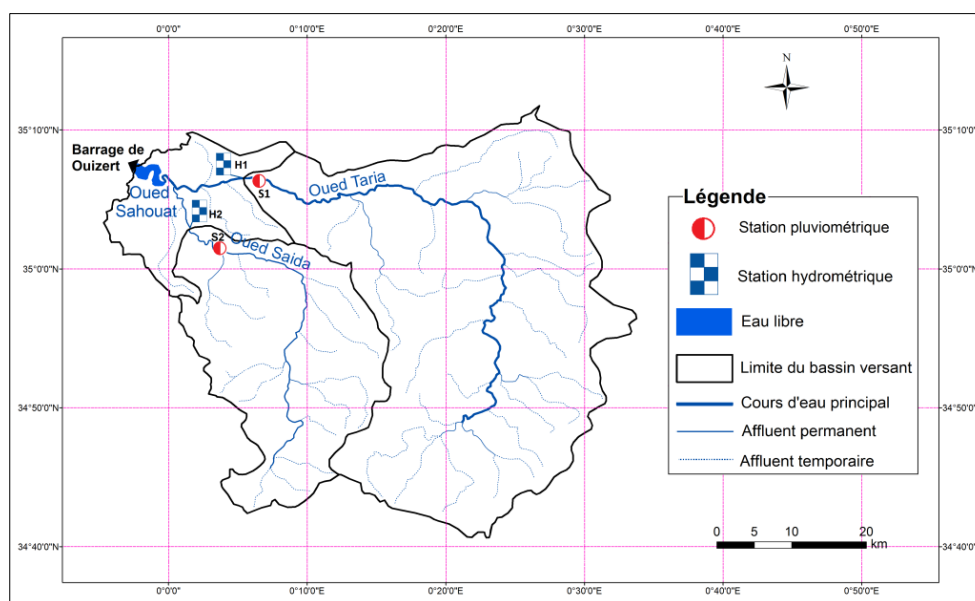 0°0'0"
0°10'0"E
0°20'0"E
0°30'0"E
0°40'0"E
0°50'0"E
N
35°10'0"N
35°10'0"N
Barrage de
Ouizert
H1
Oued Taria
S1
Oued
Sahouat
H2
S2
Oued Saida
Légende
Station pluviométrique
Station hydrométrique
Eau libre
Limite du bassin versant
Cours d'eau principal
Affluent permanent
Affluent temporaire
35°0'0"N
35°0'0"N
34°50'0"N
34°50'0"N
0 5 10 20
km
34°40'0"N
34°40'0"N
0°0'0"
0°10'0"E
0°20'0"E
0°30'0"E
0°40'0"E
0°50'0"E